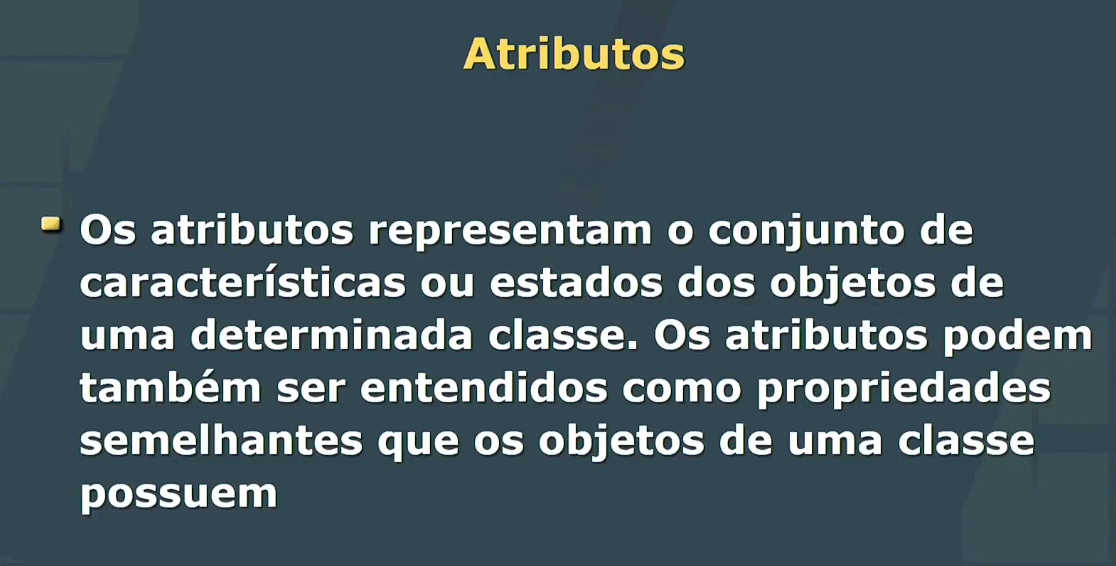 Atributos
Os atributos representam o conjunto de
características ou estados dos objetos de
uma determinada classe. Os atributos podem
também ser entendidos como propriedades
semelhantes que os objetos de uma classe
possuem